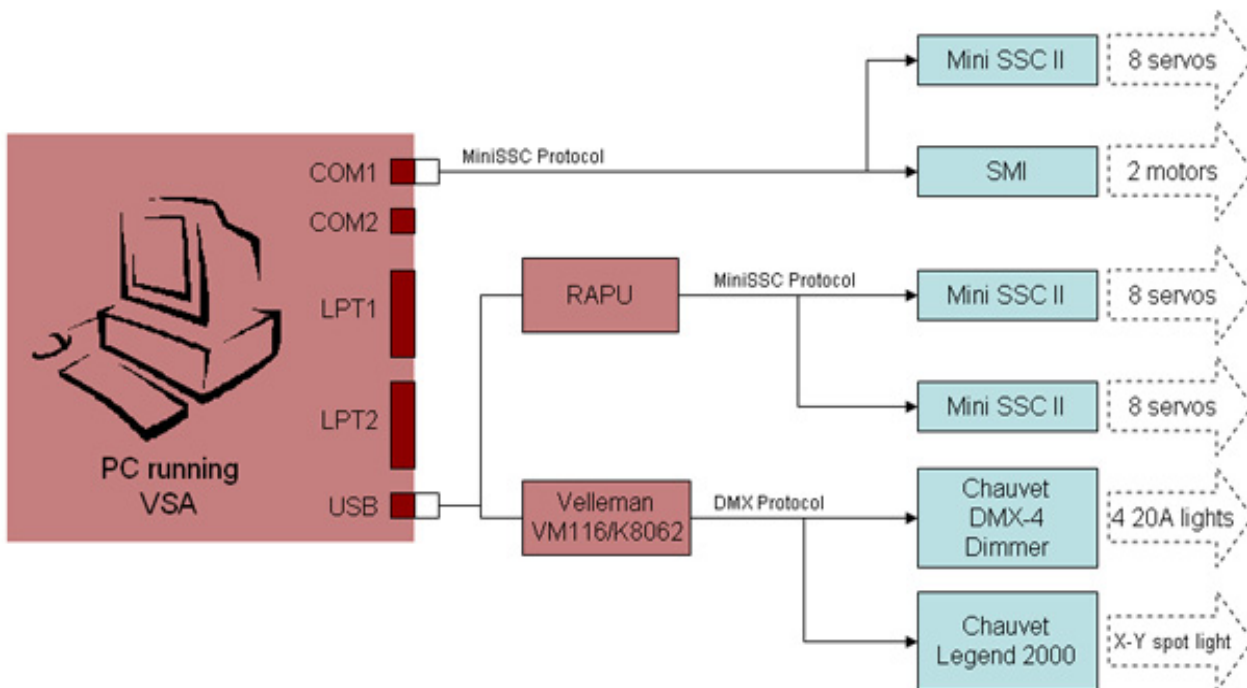 Mini SSC II
8 servos
COM1
MiniSSC Protocol
SMI
2 motors
COM2
LPT1
RAPU
MiniSSC Protocol
Mini SSC II
8 servos
LPT2
Mini SSC II
8 servos
PC running
VSA
USB
Velleman
VM116/K8062
DMX Protocol
Chauvet
DMX-4
Dimmer
4 20A lights
Chauvet
Legend 2000
X-Y spot light